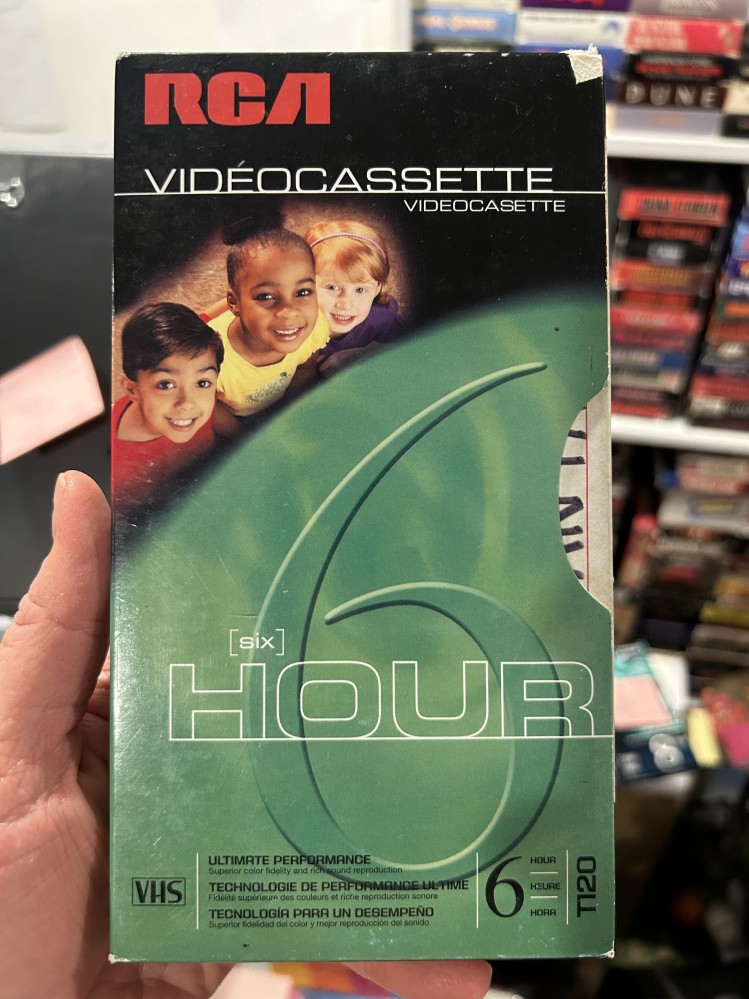 RCA
VIDÉOCASSETTE
VIDEOCASETTE
DUNE
[six]
HOUR
6
VHS
ULTIMATE PERFORMANCE
Superior color fidelity and rich sound reproduction
TECHNOLOGIE DE PERFORMANCE ULTIME
Fidélité supérieure des couleurs et riche reproduction sonore
TECNOLOGÍA PARA UN DESEMPEÑO
Superior fidelidad del color y mejor reproducción del sonido
6
HOUR
HEURE
HORA
T120